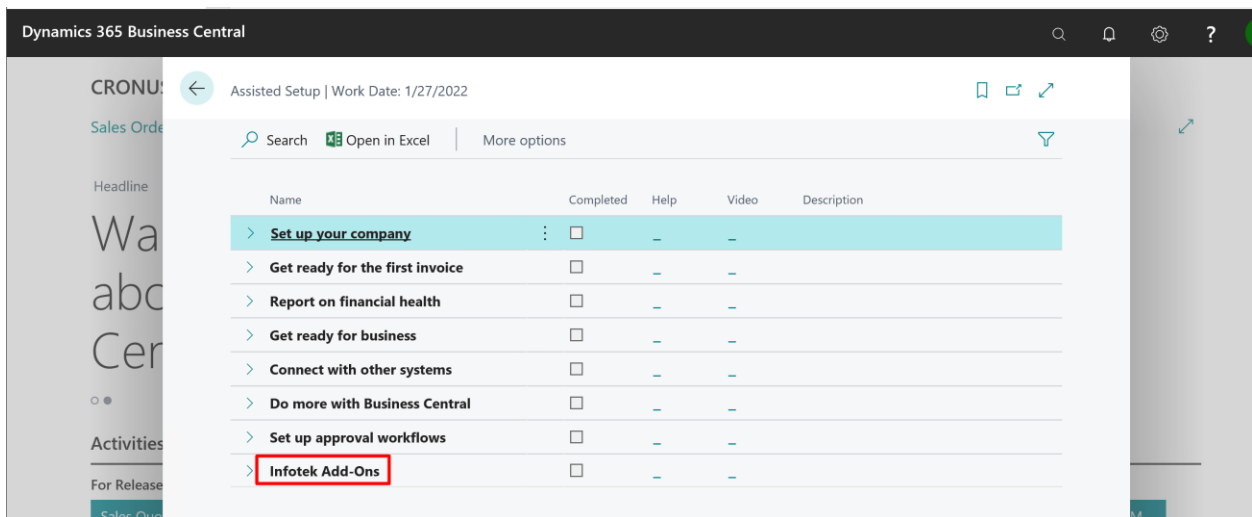 Dynamics 365 Business Central
?
CRONUS
Assisted Setup | Work Date: 1/27/2022
Sales Orde
Search Open in Excel More options
Headline
Name Completed Help Video Description
Wa
Set up your company
Get ready for the first invoice
abc
Report on financial health
Get ready for business
Cer
Connect with other systems
Do more with Business Central
Set up approval workflows
Activities
Infotek Add-Ons
For Release
Sales Quo